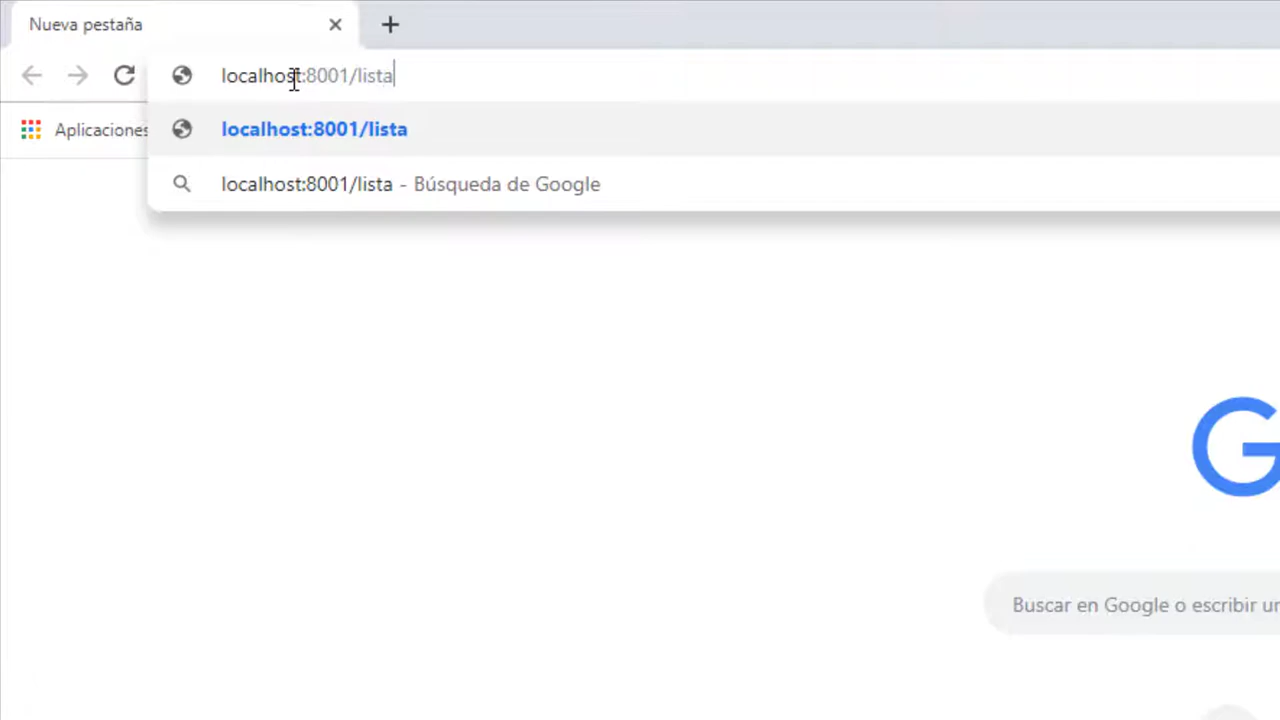 Nueva pestaña
localhost:8001/lista
Aplicaciones
localhost:8001/lista
localhost:8001/lista - Búsqueda de Google
G
Buscar en Google o escribir